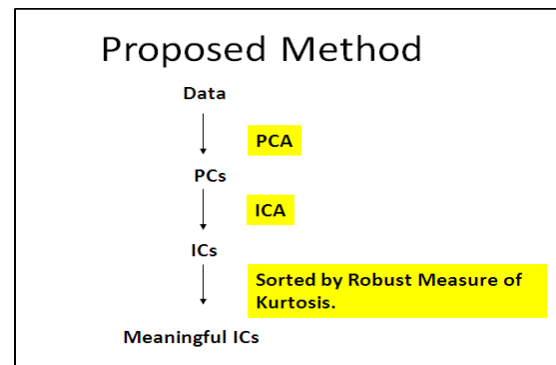 Proposed Method
Data
PCA
PCs
ICA
ICs
Sorted by Robust Measure of
Kurtosis.
Meaningful ICs